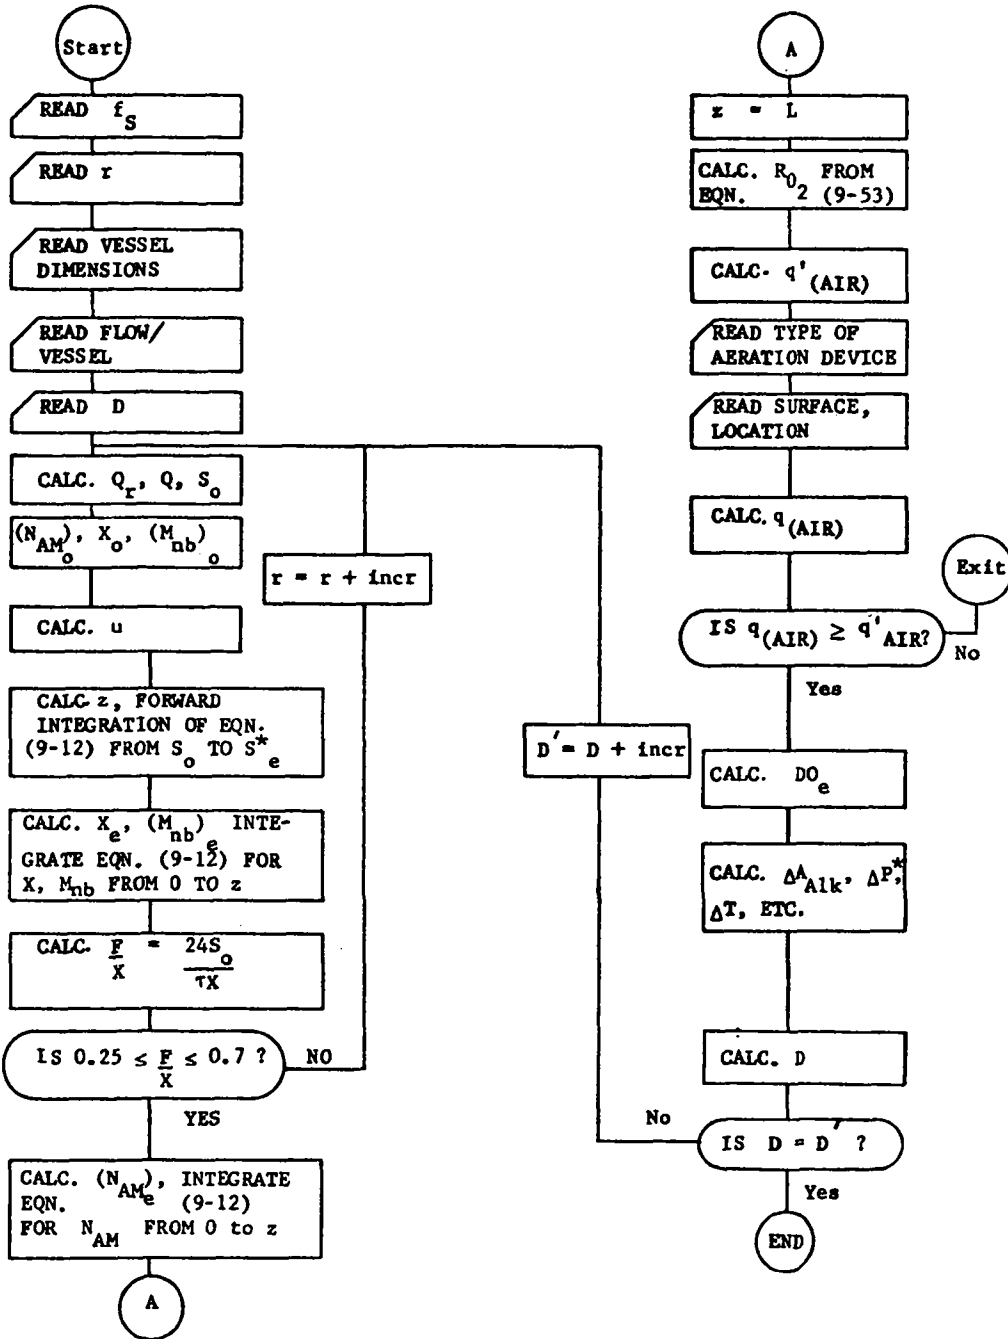 Start
READ f_S
READ r
READ VESSEL
DIMENSIONS
READ FLOW/
VESSEL
READ D
CALC. Q_r, Q, S_o
(N_AM_o), X_o, (M_nb)_o
CALC. u
CALC z, FORWARD
INTEGRATION OF EQN.
(9-12) FROM S_o TO S*_e
CALC. X_e, (M_nb)_e INTE-
GRATE EQN. (9-12) FOR
X, M_nb FROM 0 TO z
CALC. F/X = 24S_o/τX
IS 0.25 ≤ F/X ≤ 0.7 ?
NO
YES
CALC. (N_AM_e), INTEGRATE
EQN. (9-12)
FOR N_AM FROM 0 to z
A
r = r + incr
D' = D + incr
A
z = L
CALC. R_O_2 FROM
EQN. (9-53)
CALC. q'(AIR)
READ TYPE OF
AERATION DEVICE
READ SURFACE,
LOCATION
CALC. q(AIR)
IS q(AIR) ≥ q'AIR?
No
Exit
Yes
CALC. DO_e
CALC. ΔA_Alk, ΔP,*
ΔT, ETC.
CALC. D
IS D = D' ?
No
Yes
END